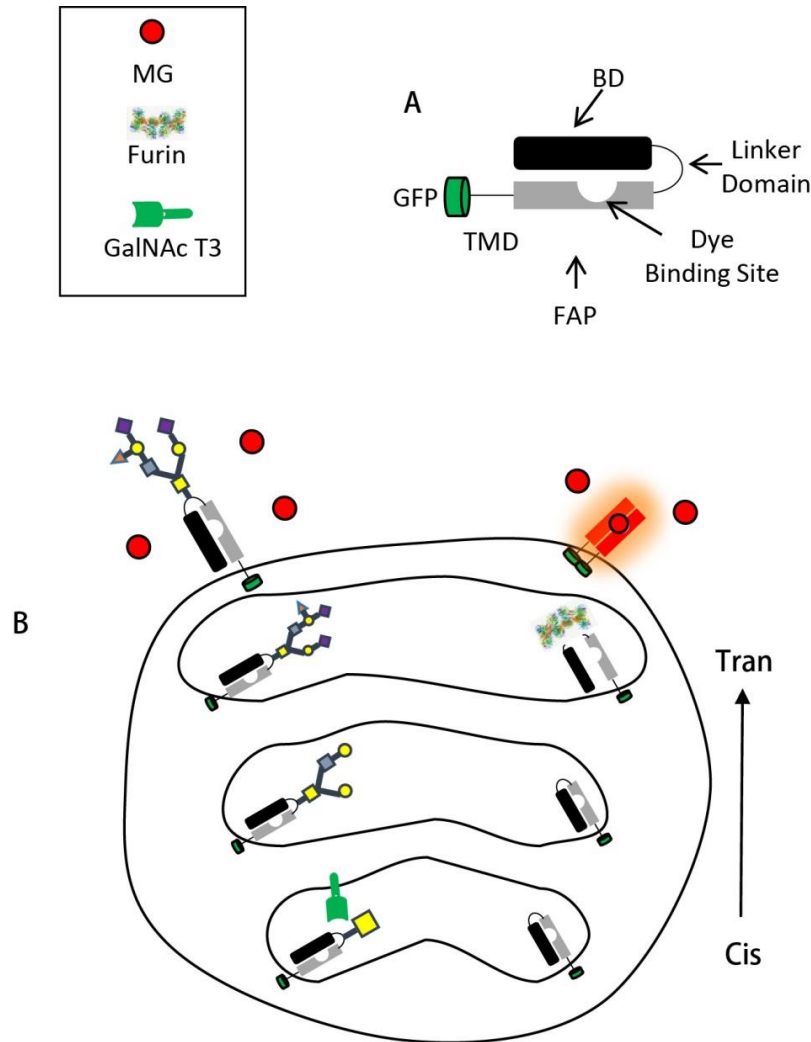 MG
Furin
GalNAc T3
A
BD
Linker
Domain
GFP
TMD
Dye
Binding Site
FAP
B
Tran
Cis